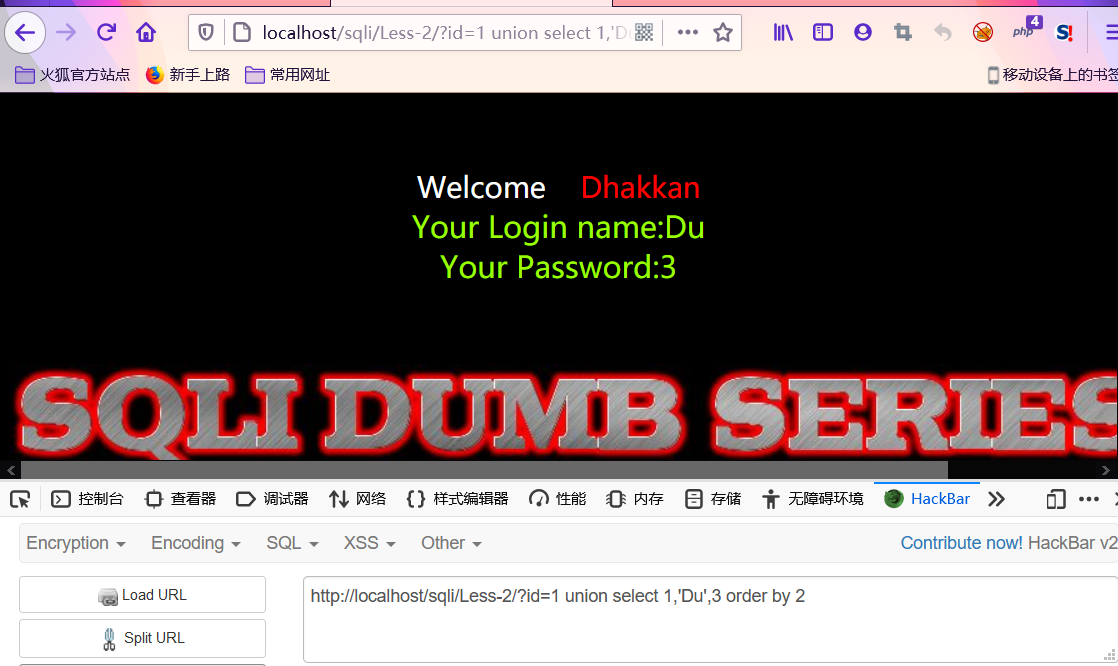 localhost/sqli/Less-2/?id=1 union select 1,'Du
php 4
S!
火狐官方站点 新手上路 常用网址 移动设备上的书签
Welcome Dhakkan
Your Login name:Du
Your Password:3
SQLI DUMB SERIES
控制台 查看器 调试器 网络 样式编辑器 性能 内存 存储 无障碍环境 HackBar
Encryption Encoding SQL XSS Other Contribute now! HackBar v2
Load URL http://localhost/sqli/Less-2/?id=1 union select 1,'Du',3 order by 2
Split URL